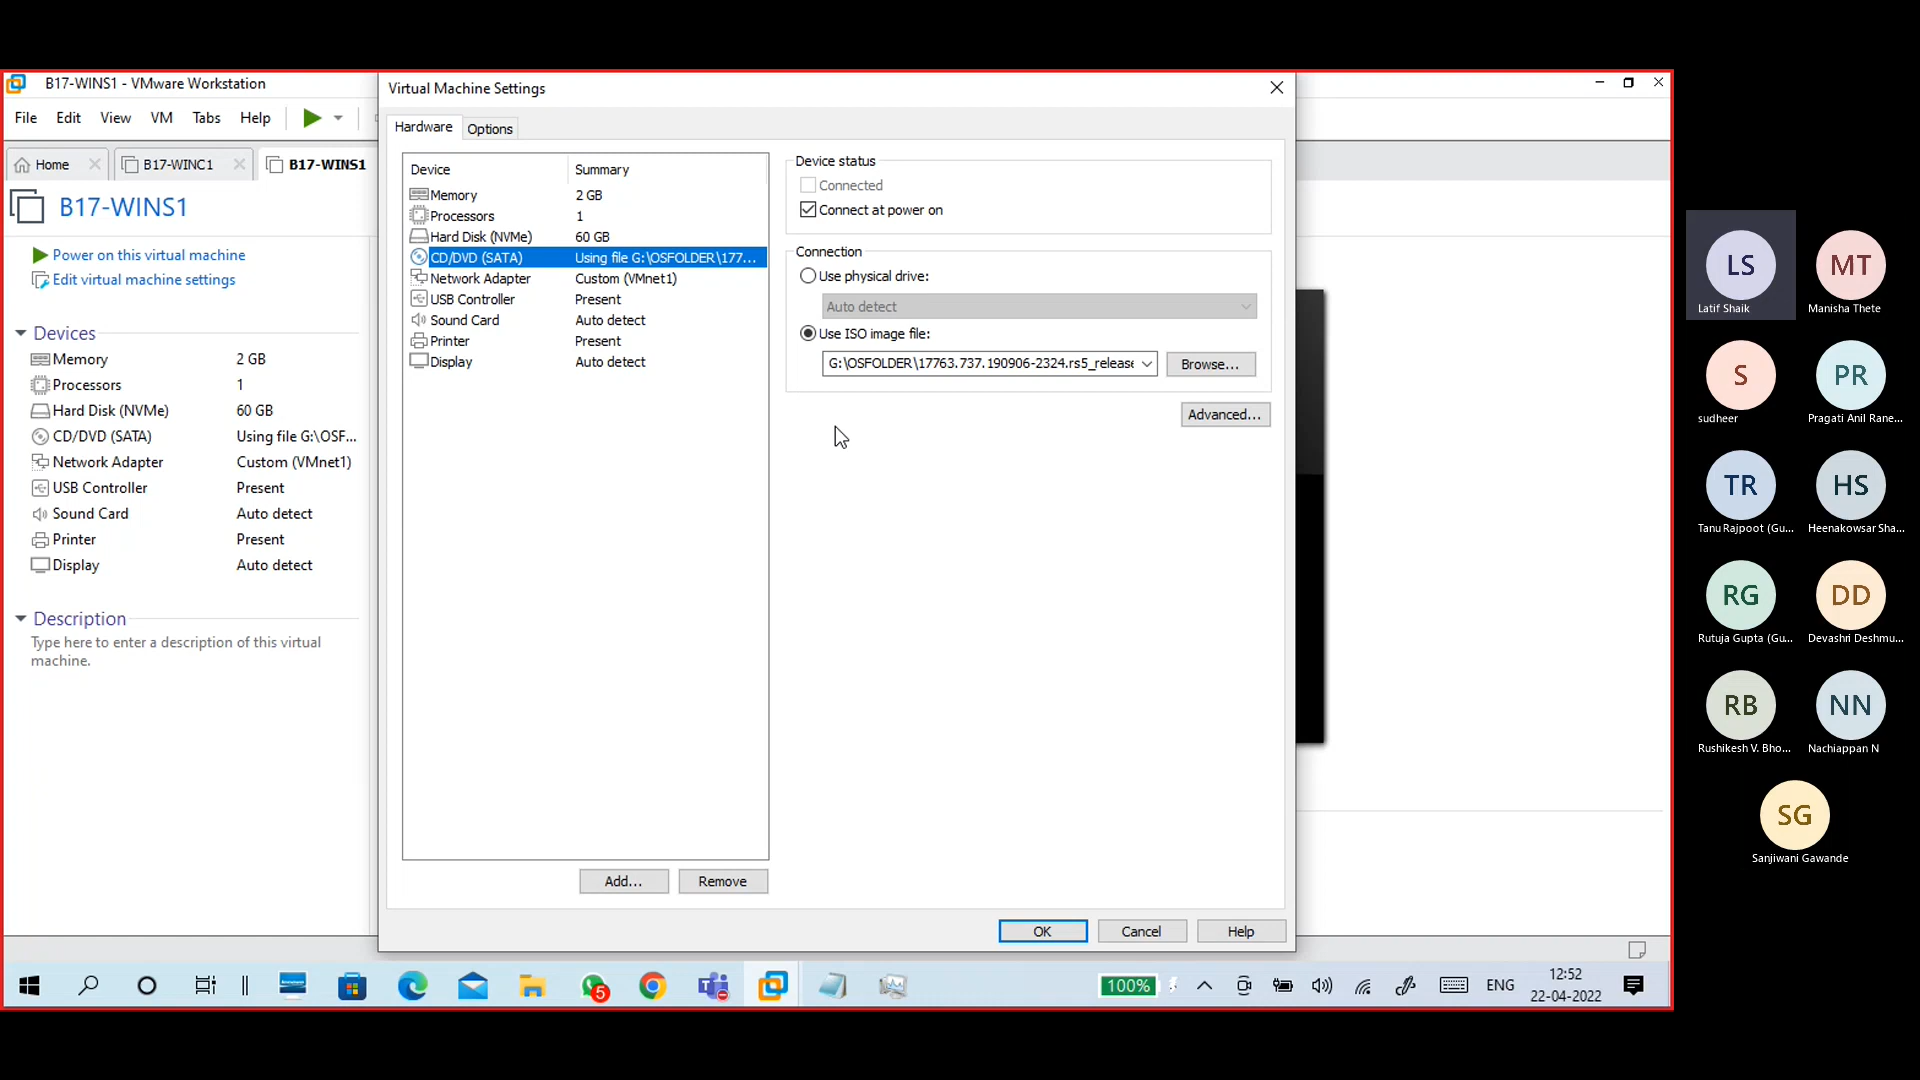 B17-WINS1 - VMware Workstation
File Edit View VM Tabs Help
Home B17-WINC1 B17-WINS1
B17-WINS1
Power on this virtual machine
Edit virtual machine settings
Devices
Memory 2 GB
Processors 1
Hard Disk (NVMe) 60 GB
CD/DVD (SATA) Using file G:\OSF...
Network Adapter Custom (VMnet1)
USB Controller Present
Sound Card Auto detect
Printer Present
Display Auto detect
Description
Type here to enter a description of this virtual
machine.
Virtual Machine Settings
Hardware Options
Device Summary
Memory 2 GB
Processors 1
Hard Disk (NVMe) 60 GB
CD/DVD (SATA) Using file G:\OSFOLDER\177...
Network Adapter Custom (VMnet1)
USB Controller Present
Sound Card Auto detect
Printer Present
Display Auto detect
Add... Remove
Device status
Connected
Connect at power on
Connection
Use physical drive:
Auto detect
Use ISO image file:
G:\OSFOLDER\17763.737.190906-2324.rs5_release Browse...
Advanced...
OK Cancel Help
5
100%
ENG
12:52
22-04-2022
LS MT
Latif Shaik Manisha Thete
S PR
sudheer Pragati Anil Rane...
TR HS
Tanu Rajpoot (Gu... Heenakowsar Sha...
RG DD
Rutuja Gupta (Gu... Devashri Deshmu...
RB NN
Rushikesh V. Bho... Nachiappan N
SG
Sanjiwani Gawande